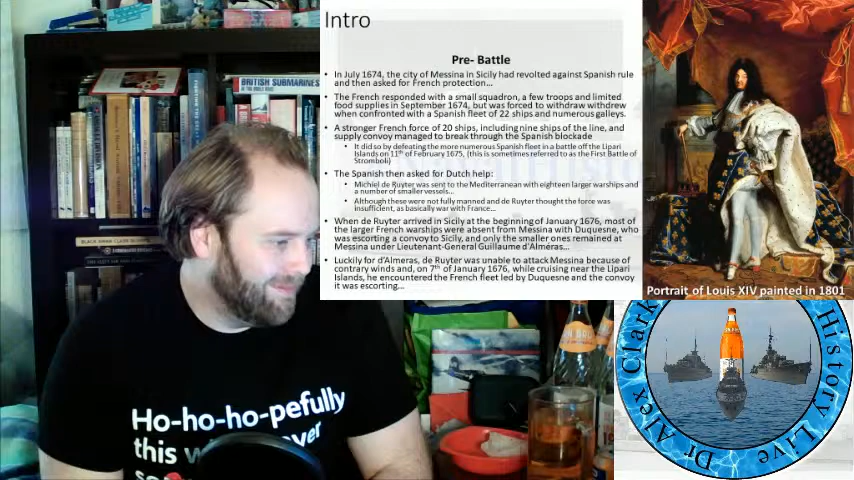 Intro
Pre- Battle
• In July 1674, the city of Messina in Sicily had revolted against Spanish rule
and then asked for French protection...
• The French responded with a small squadron, a few troops and limited
food supplies in September 1674, but was forced to withdraw withdrew
when confronted with a Spanish fleet of 22 ships and numerous galleys.
• A stronger French force of 20 ships, including nine ships of the line, and
supply convoy managed to break through the Spanish blockade
• It did so by defeating the more numerous Spanish fleet in a battle off the Lipari
Islands on 11th of February 1675, (this is sometimes referred to as the First Battle of
Stromboli)
• The Spanish then asked for Dutch help:
• Michiel de Ruyter was sent to the Mediterranean with eighteen larger warships and
a number of smaller vessels...
• Although these were not fully manned and de Ruyter thought the force was
insufficient, as basically war with France...
• When de Ruyter arrived in Sicily at the beginning of January 1676, most of
the larger French warships were absent from Messina with Duquesne, who
was escorting a convoy to Sicily, and only the smaller ones remained at
Messina under Lieutenant-General Guillaume d'Alméras...
• Luckily for d'Almeras, de Ruyter was unable to attack Messina because of
contrary winds and, on 7th of January 1676, while cruising near the Lipari
Islands, he encountered the French fleet led by Duquesne and the convoy
it was escorting...
Portrait of Louis XIV painted in 1801
BRITISH SUBMARINES
Ho-ho-ho-pefully
this
Dr Alex Clark
History Live